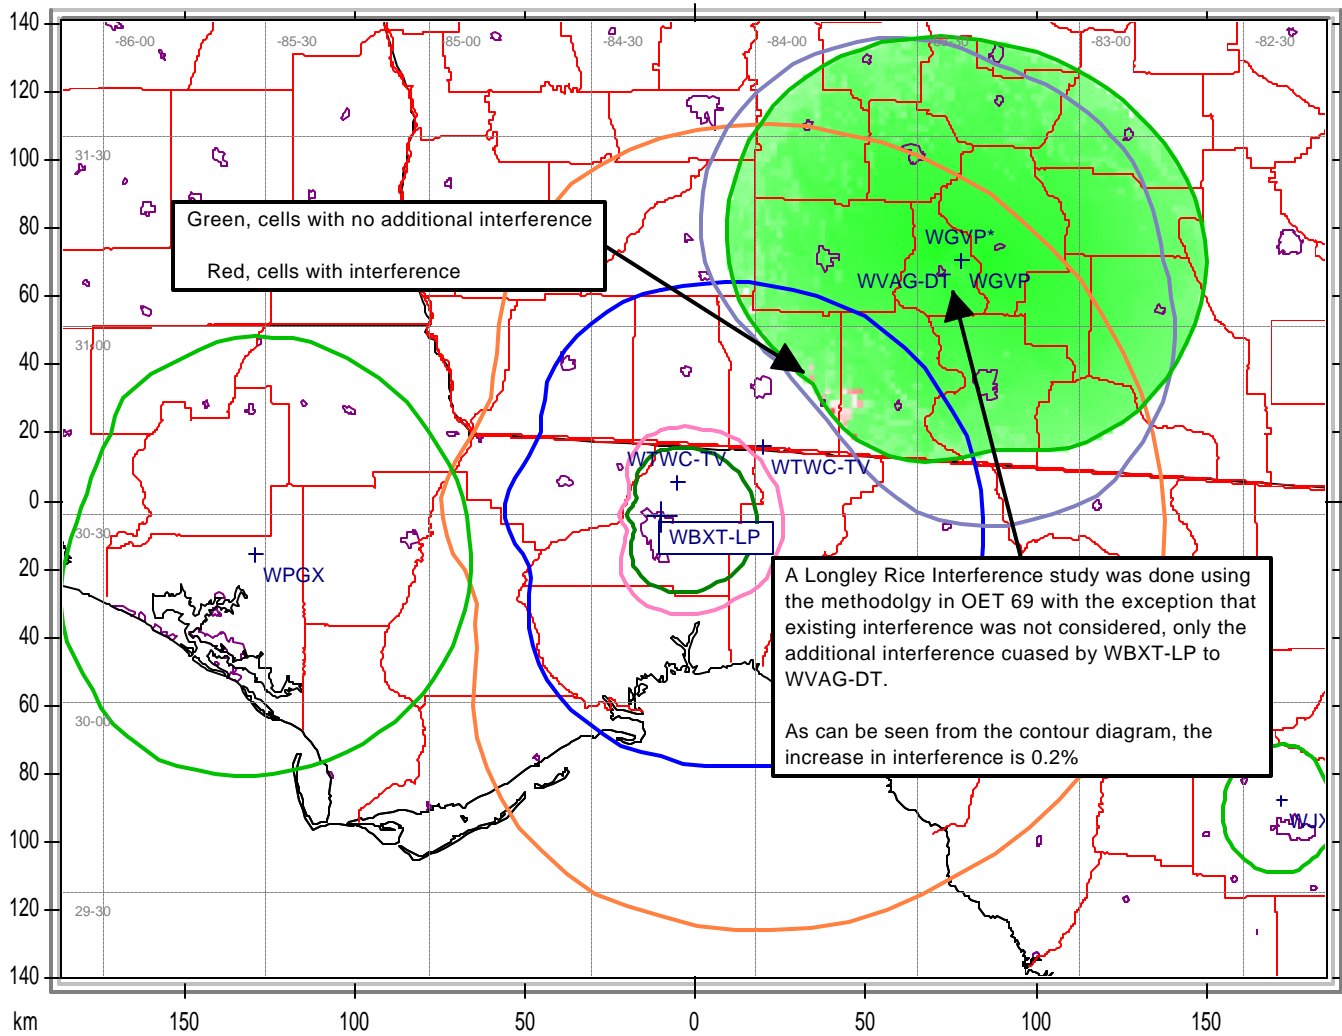 140
120
100
80
60
40
20
0
20
40
60
80
100
120
140
km
150
100
50
0
50
100
150
-86-00
-85-30
-85-00
-84-30
-84-00
-83-00
-82-30
31-30
31-00
30-30
30-00
29-30
Green, cells with no additional interference
Red, cells with interference
WGVP*
WVAG-DT
WGVP
WTWC-TV
WTWC-TV
WBXT-LP
WPGX
A Longley Rice Interference study was done using
the methodolgy in OET 69 with the exception that
existing interference was not considered, only the
additional interference cuased by WBXT-LP to
WVAG-DT.
As can be seen from the contour diagram, the
increase in interference is 0.2%